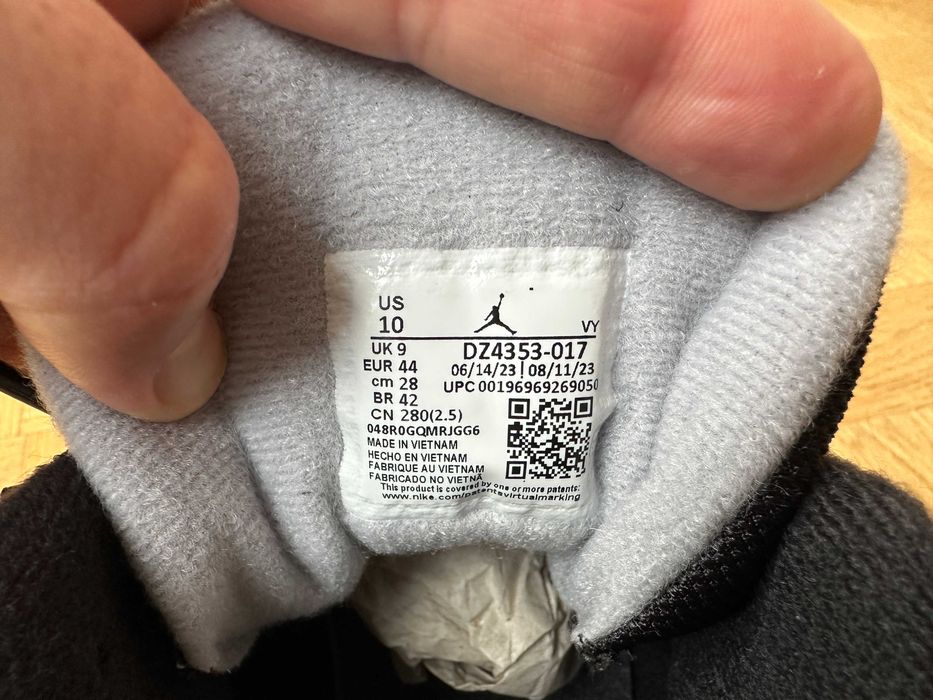 US
10
VY
UK 9
DZ4353-017
EUR 44
06/14/23 | 08/11/23
cm 28
UPC 00196969269050
BR 42
CN 280(2.5)
048R0GQMRJGG6
MADE IN VIETNAM
HECHO EN VIETNAM
FABRIQUE AU VIETNAM
FABRICADO NO VIETNÃ
This product is covered by one or more patents:
www.nike.com/patentsvirtualmarking